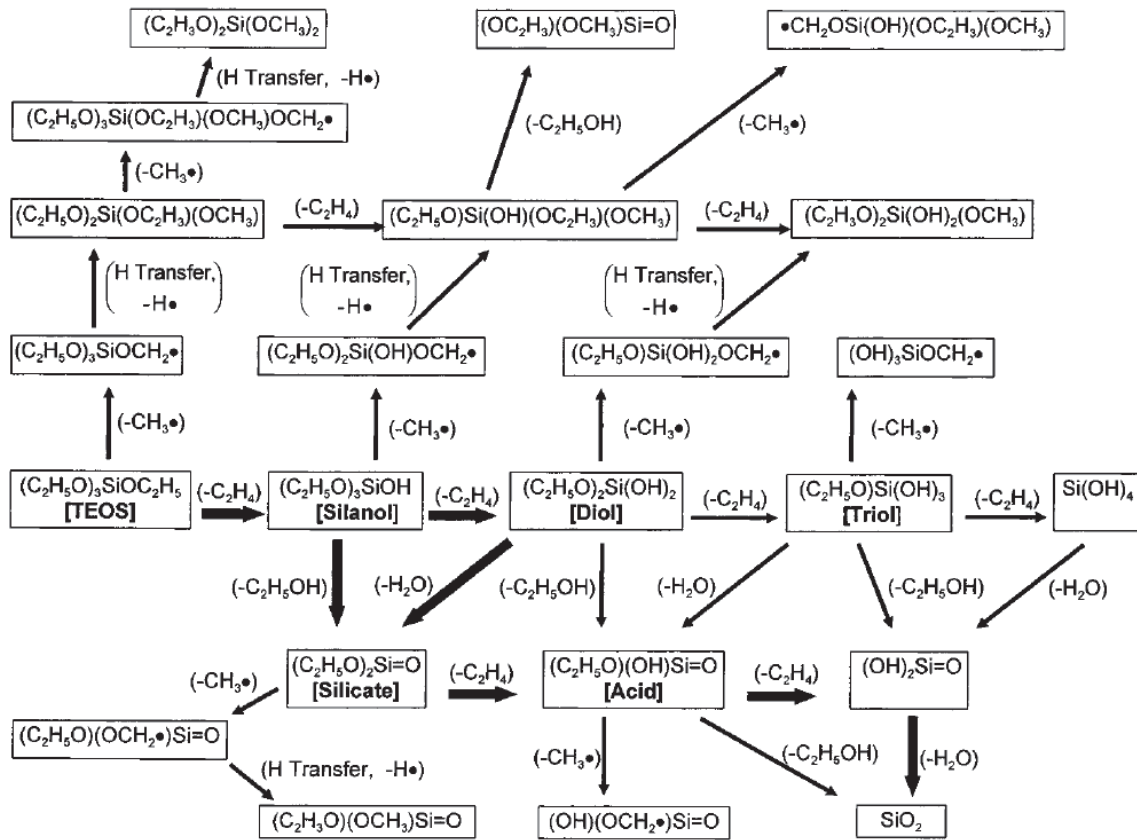 (C₂H₃O)₂Si(OCH₃)₂
(OC₂H₃)(OCH₃)Si=O
•CH₂OSi(OH)(OC₂H₃)(OCH₃)
(H Transfer, -H•)
(C₂H₅O)₃Si(OC₂H₃)(OCH₃)OCH₂•
(-C₂H₅OH)
(-CH₃•)
(-CH₃•)
(C₂H₅O)₂Si(OC₂H₃)(OCH₃)
(-C₂H₄)
(C₂H₅O)Si(OH)(OC₂H₃)(OCH₃)
(-C₂H₄)
(C₂H₃O)₂Si(OH)₂(OCH₃)
(H Transfer,
-H•)
(H Transfer,
-H•)
(H Transfer,
-H•)
(C₂H₅O)₃SiOCH₂•
(C₂H₅O)₂Si(OH)OCH₂•
(C₂H₅O)Si(OH)₂OCH₂•
(OH)₃SiOCH₂•
(-CH₃•)
(-CH₃•)
(-CH₃•)
(-CH₃•)
(C₂H₅O)₃SiOC₂H₅
[TEOS]
(-C₂H₄)
(C₂H₅O)₃SiOH
[Silanol]
(-C₂H₄)
(C₂H₅O)₂Si(OH)₂
[Diol]
(-C₂H₄)
(C₂H₅O)Si(OH)₃
[Triol]
(-C₂H₄)
Si(OH)₄
(-C₂H₅OH)
(-H₂O)
(-C₂H₅OH)
(-H₂O)
(-C₂H₅OH)
(-H₂O)
(C₂H₅O)₂Si=O
[Silicate]
(-C₂H₄)
(C₂H₅O)(OH)Si=O
[Acid]
(-C₂H₄)
(OH)₂Si=O
(-CH₃•)
(C₂H₅O)(OCH₂•)Si=O
(H Transfer, -H•)
(-CH₃•)
(-C₂H₅OH)
(-H₂O)
(C₂H₃O)(OCH₃)Si=O
(OH)(OCH₂•)Si=O
SiO₂